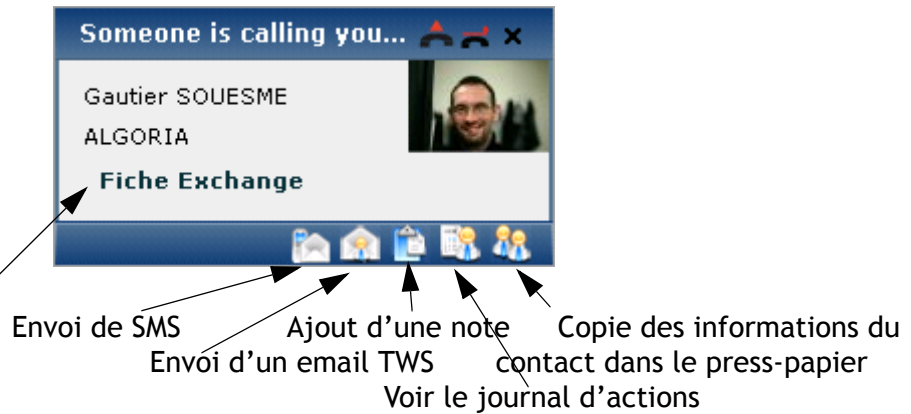 Someone is calling you...
Gautier SOUESME
ALGORIA
Fiche Exchange
Envoi de SMS
Ajout d’une note
Copie des informations du
Envoi d’un email TWS
contact dans le press-papier
Voir le journal d’actions